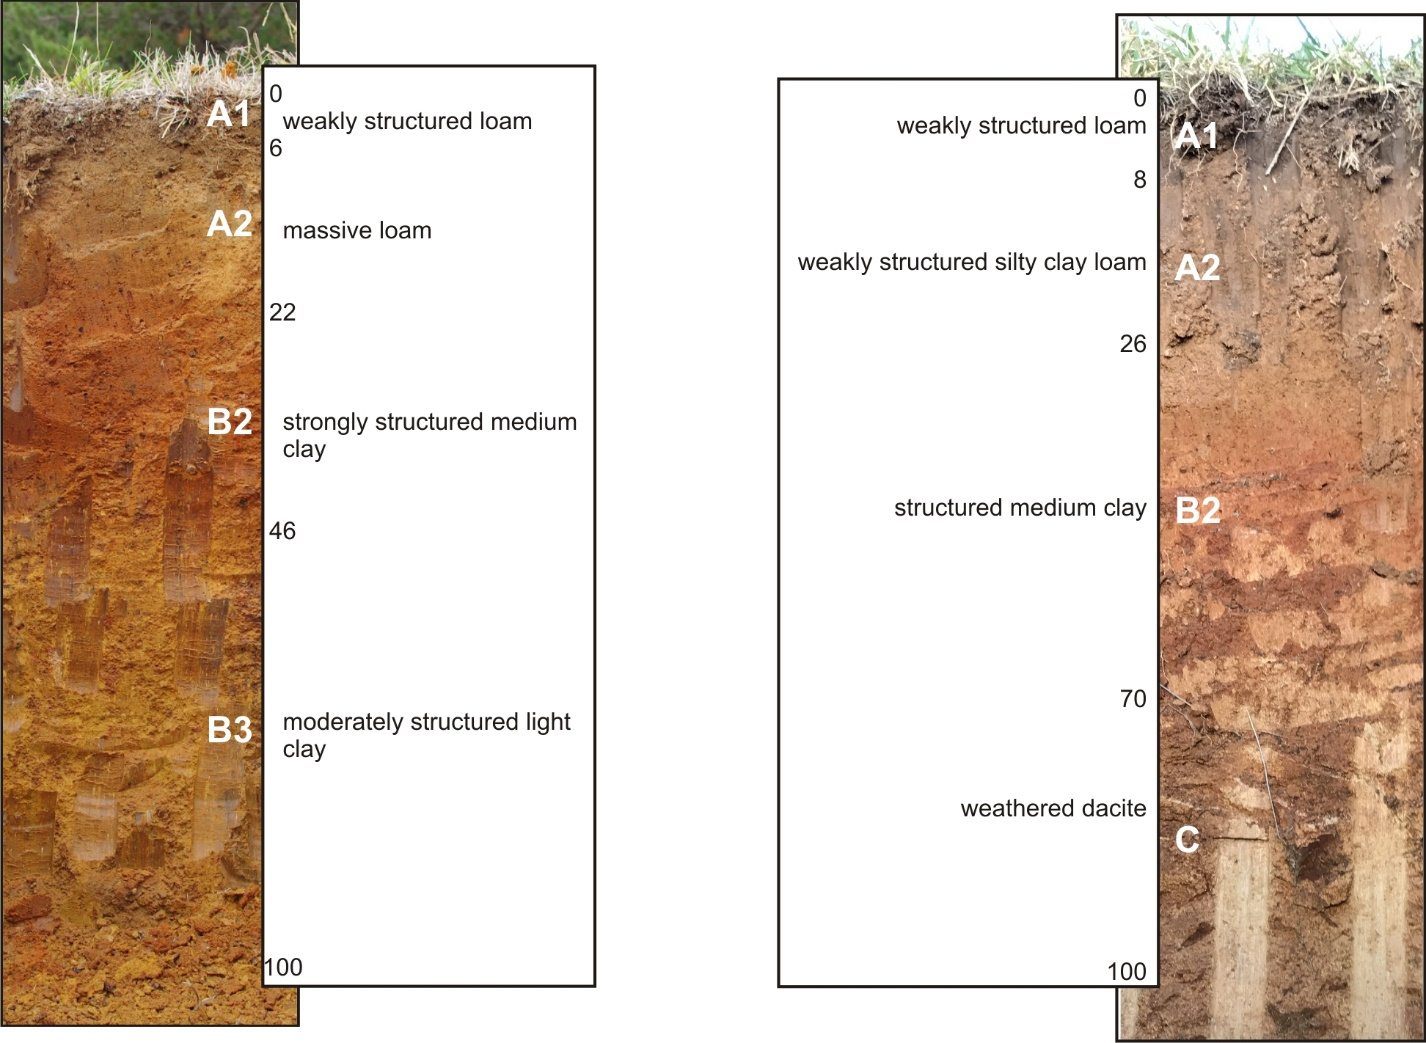 0
A1
weakly structured loam
6
A2
massive loam
22
B2
strongly structured medium
clay
46
B3
moderately structured light
clay
100
0
weakly structured loam
A1
8
weakly structured silty clay loam
A2
26
structured medium clay
B2
70
weathered dacite
C
100